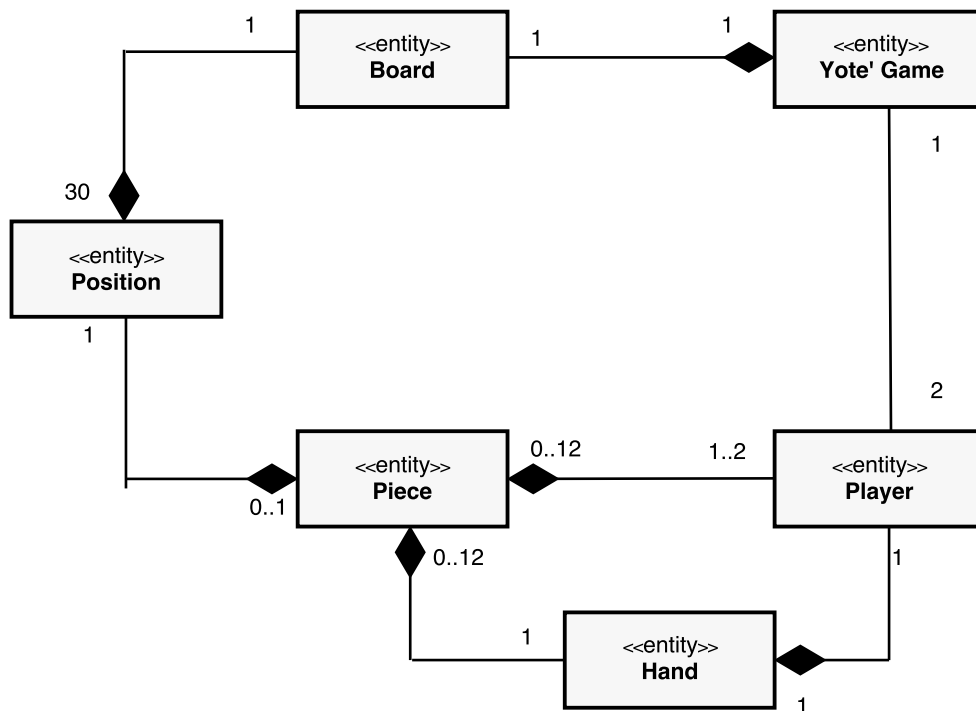 1
1
1
<<entity>>
Board
<<entity>>
Yote' Game
1
30
<<entity>>
Position
1
2
0..12
1..2
<<entity>>
Piece
<<entity>>
Player
0..1
0..12
1
1
<<entity>>
Hand
1